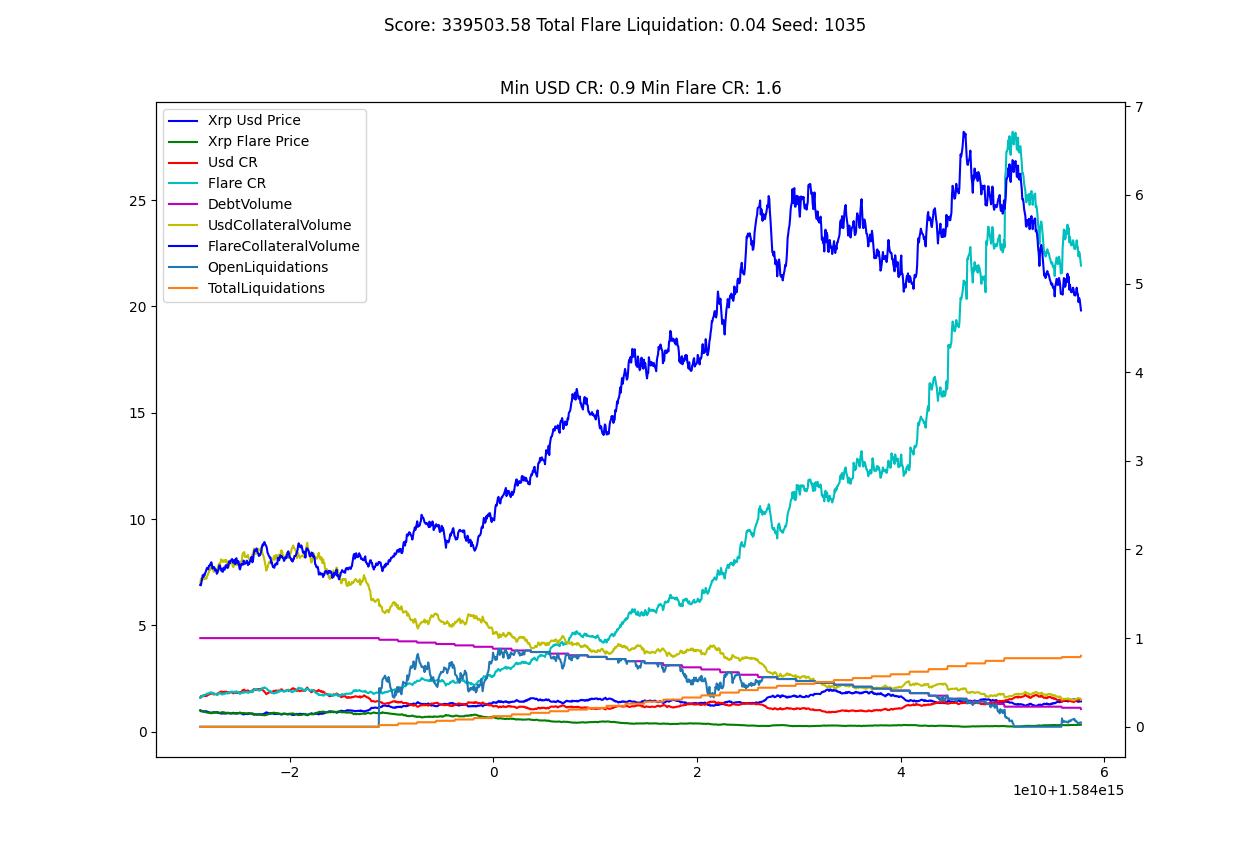 Score: 339503.58 Total Flare Liquidation: 0.04 Seed: 1035
Min USD CR: 0.9 Min Flare CR: 1.6
Xrp Usd Price
Xrp Flare Price
Usd CR
Flare CR
DebtVolume
UsdCollateralVolume
FlareCollateralVolume
OpenLiquidations
TotalLiquidations
25
20
15
10
5
0
7
6
5
4
3
2
1
0
−2 0 2 4 6
1e10+1.584e15